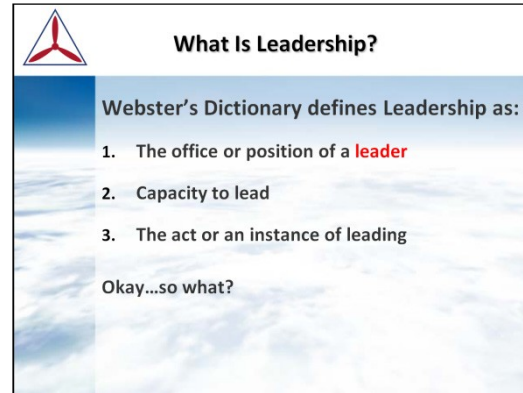 What Is Leadership?
Webster’s Dictionary defines Leadership as:
1. The office or position of a leader
2. Capacity to lead
3. The act or an instance of leading
Okay…so what?